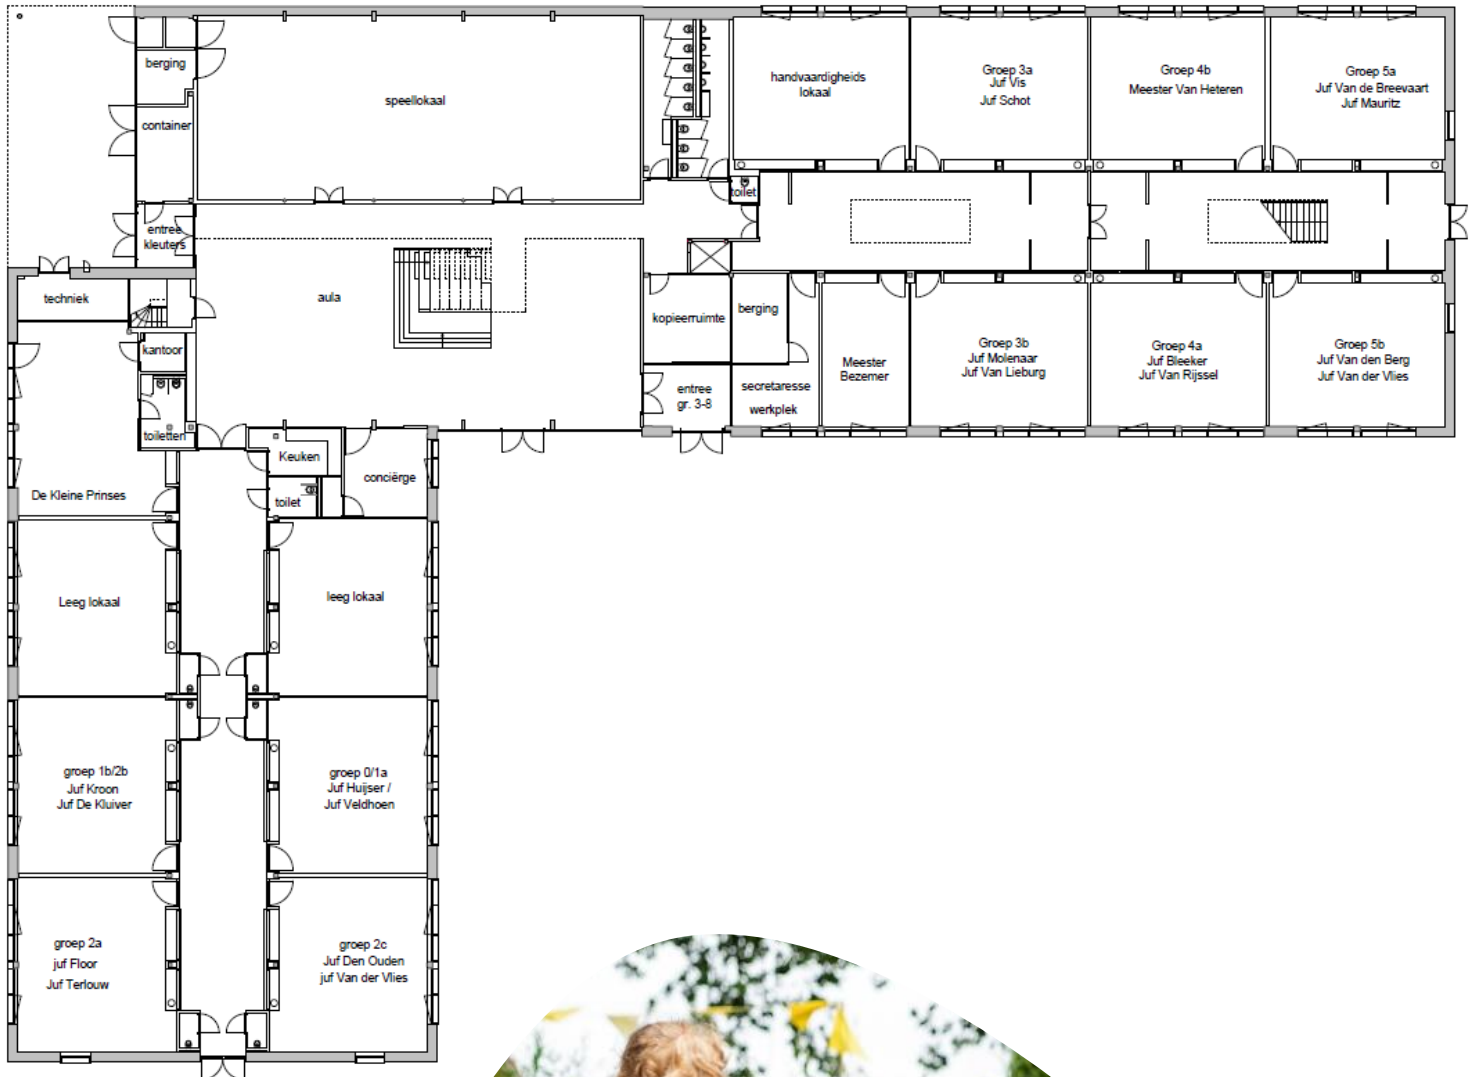 berging
container
speellokaal
handvaardigheids
lokaal
Groep 3a
Juf Vis
Juf Schot
Groep 4b
Meester Van Heteren
Groep 5a
Juf Van de Breevaart
Juf Mauritz
toilet
entree
kleuters
techniek
aula
kopieerruimte
berging
kantoor
toiletten
entree
gr. 3-8
secretaresse
werkplek
Meester
Bezemer
Groep 3b
Juf Molenaar
Juf Van Lieburg
Groep 4a
Juf Bleeker
Juf Van Rijssel
Groep 5b
Juf Van den Berg
Juf Van der Vlies
Keuken
conciërge
toilet
De Kleine Prinses
Leeg lokaal
leeg lokaal
groep 1b/2b
Juf Kroon
Juf De Kluiver
groep 0/1a
Juf Huijser /
Juf Veldhoen
groep 2a
juf Floor
Juf Terlouw
groep 2c
Juf Den Ouden
juf Van der Vlies